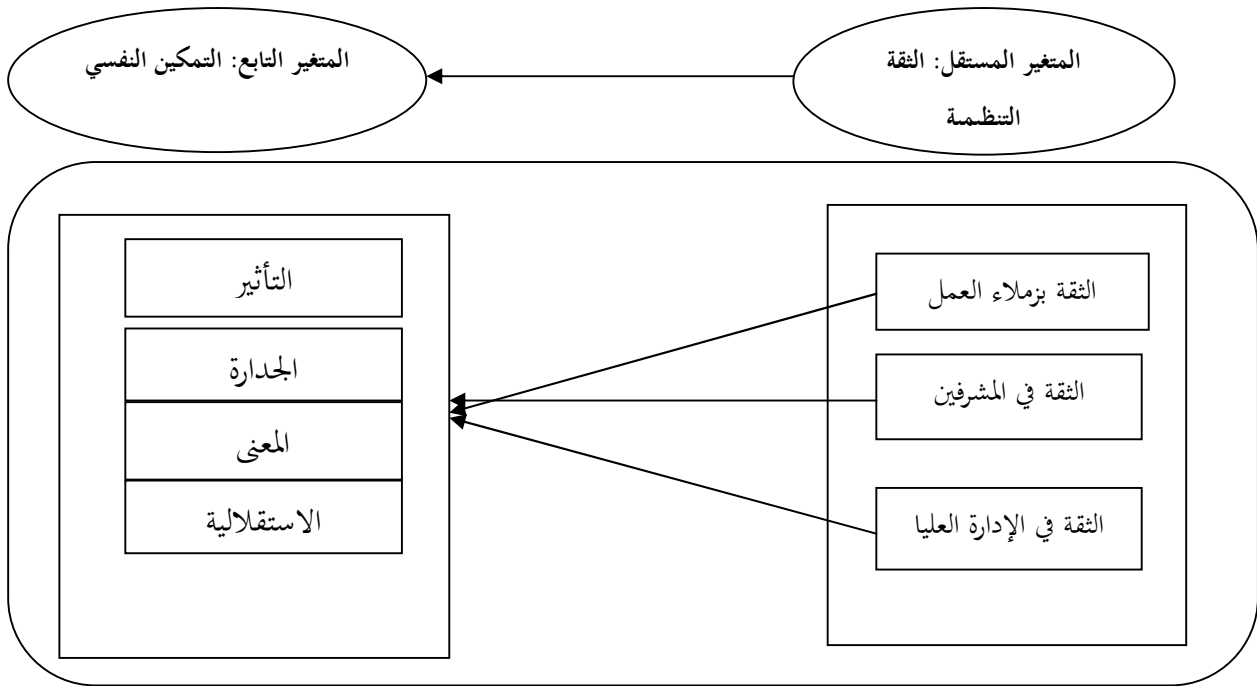 المتغير المستقل: الثقة
التنظيمية
المتغير التابع: التمكين النفسي
الثقة بزملاء العمل
الثقة في المشرفين
الثقة في الإدارة العليا
التأثير
الجدارة
المعنى
الاستقلالية